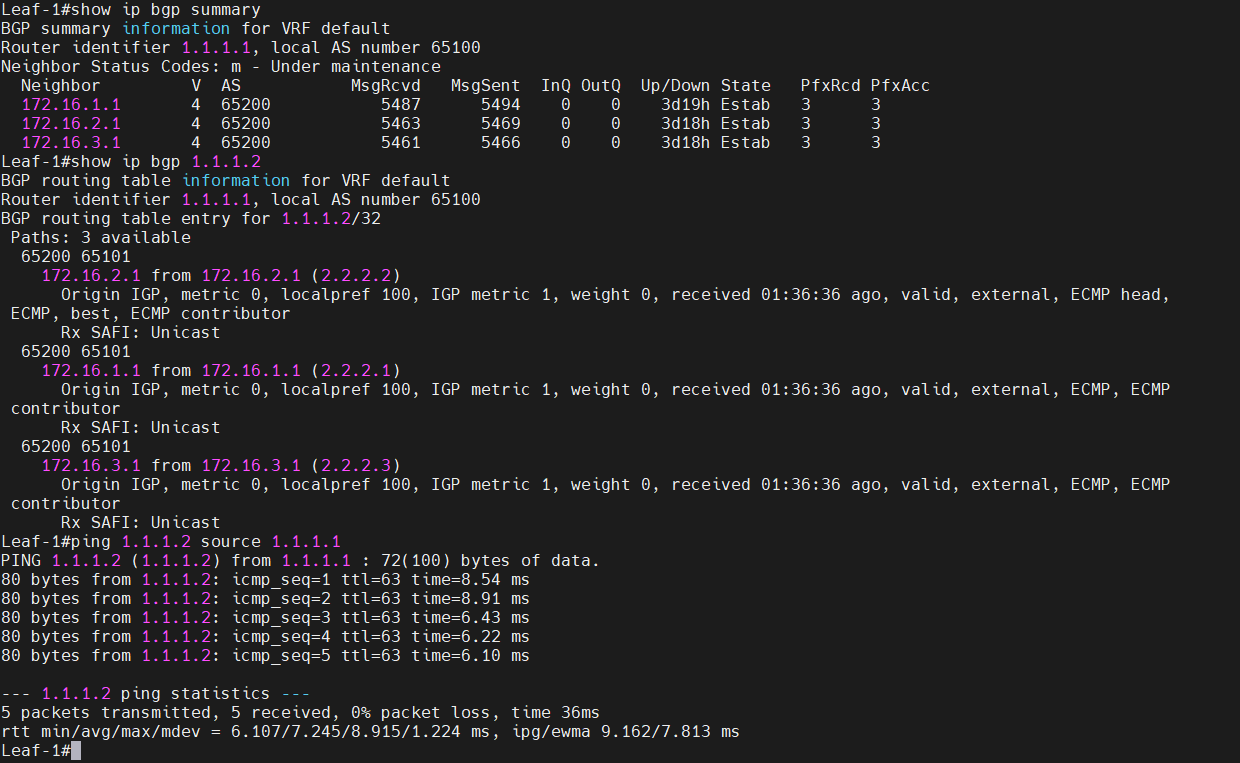 Leaf-1#show ip bgp summary
BGP summary information for VRF default
Router identifier 1.1.1.1, local AS number 65100
Neighbor Status Codes: m - Under maintenance
  Neighbor         V  AS           MsgRcvd   MsgSent  InQ OutQ  Up/Down State   PfxRcd PfxAcc
  172.16.1.1       4  65200           5487      5494    0    0    3d19h Estab   3      3
  172.16.2.1       4  65200           5463      5469    0    0    3d18h Estab   3      3
  172.16.3.1       4  65200           5461      5466    0    0    3d18h Estab   3      3
Leaf-1#show ip bgp 1.1.1.2
BGP routing table information for VRF default
Router identifier 1.1.1.1, local AS number 65100
BGP routing table entry for 1.1.1.2/32
 Paths: 3 available
  65200 65101
    172.16.2.1 from 172.16.2.1 (2.2.2.2)
      Origin IGP, metric 0, localpref 100, IGP metric 1, weight 0, received 01:36:36 ago, valid, external, ECMP head,
 ECMP, best, ECMP contributor
      Rx SAFI: Unicast
  65200 65101
    172.16.1.1 from 172.16.1.1 (2.2.2.1)
      Origin IGP, metric 0, localpref 100, IGP metric 1, weight 0, received 01:36:36 ago, valid, external, ECMP, ECMP
 contributor
      Rx SAFI: Unicast
  65200 65101
    172.16.3.1 from 172.16.3.1 (2.2.2.3)
      Origin IGP, metric 0, localpref 100, IGP metric 1, weight 0, received 01:36:36 ago, valid, external, ECMP, ECMP
 contributor
      Rx SAFI: Unicast
Leaf-1#ping 1.1.1.2 source 1.1.1.1
PING 1.1.1.2 (1.1.1.2) from 1.1.1.1 : 72(100) bytes of data.
80 bytes from 1.1.1.2: icmp_seq=1 ttl=63 time=8.54 ms
80 bytes from 1.1.1.2: icmp_seq=2 ttl=63 time=8.91 ms
80 bytes from 1.1.1.2: icmp_seq=3 ttl=63 time=6.43 ms
80 bytes from 1.1.1.2: icmp_seq=4 ttl=63 time=6.22 ms
80 bytes from 1.1.1.2: icmp_seq=5 ttl=63 time=6.10 ms

--- 1.1.1.2 ping statistics ---
5 packets transmitted, 5 received, 0% packet loss, time 36ms
rtt min/avg/max/mdev = 6.107/7.245/8.915/1.224 ms, ipg/ewma 9.162/7.813 ms
Leaf-1#